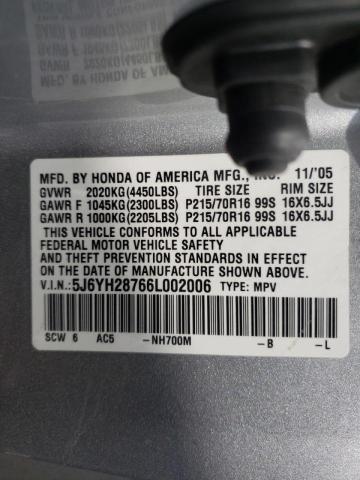 MFD. BY HONDA OF AMERICA MFG., INC. 11/'05
GVWR 2020KG(4450LBS) TIRE SIZE RIM SIZE
GAWR F 1045KG(2300LBS) P215/70R16 99S 16X6.5JJ
GAWR R 1000KG(2205LBS) P215/70R16 99S 16X6.5JJ
THIS VEHICLE CONFORMS TO ALL APPLICABLE
FEDERAL MOTOR VEHICLE SAFETY
AND THEFT PREVENTION STANDARDS IN
EFFECT ON THE DATE OF MANUFACTURE
SHOWN ABOVE.
V.I.N.: 5J6YH28766L002006 TYPE: MPV
SCW 6 AC5 -NH700M -B -L